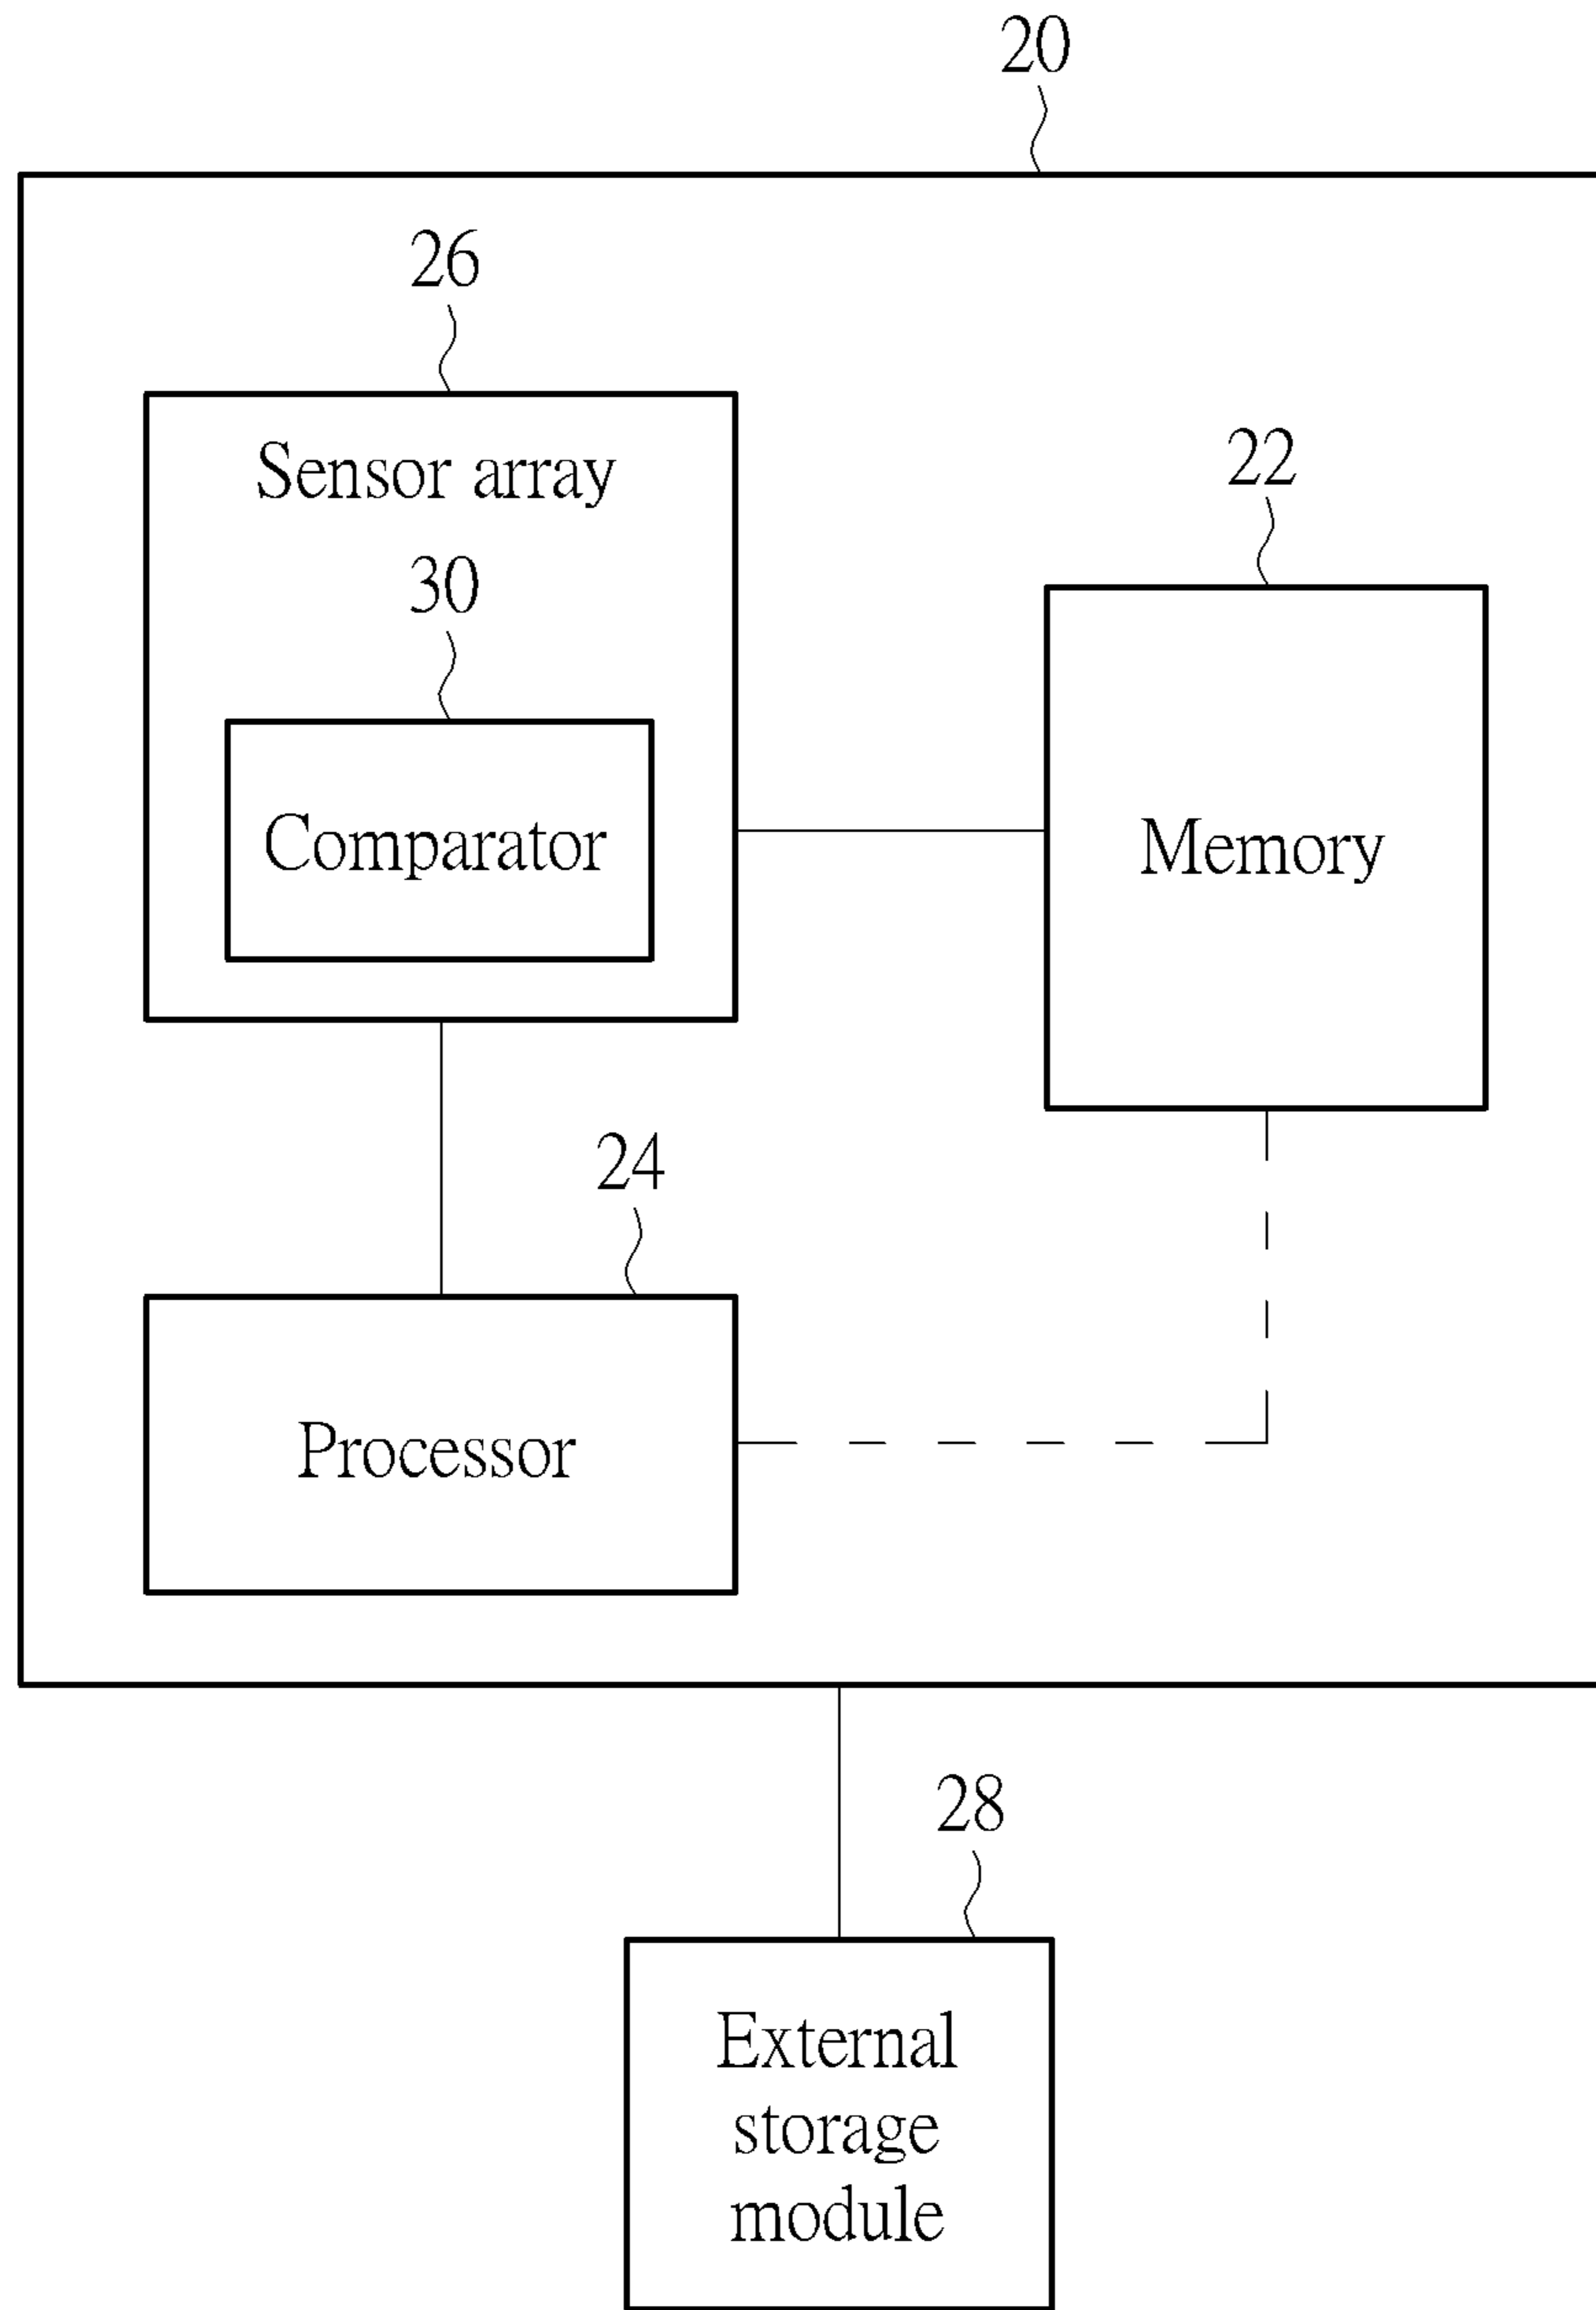 20
26
Sensor array
22
30
Comparator
Memory
24
Processor
28
External
storage
module